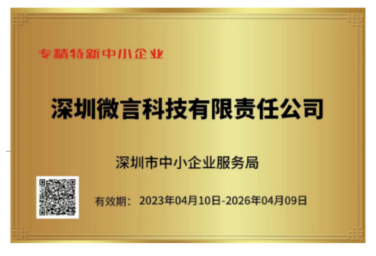 专精特新中小企业
深圳微言科技有限责任公司
深圳市中小企业服务局
有效期： 2023年04月10日-2026年04月09日